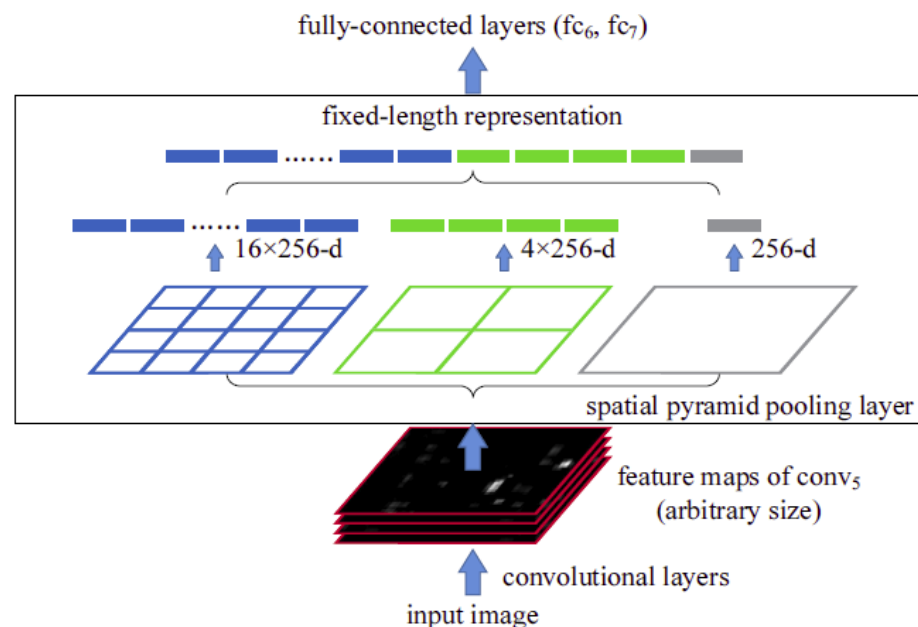 fully-connected layers (fc₆, fc₇)
fixed-length representation
......
......
16×256-d
4×256-d
256-d
spatial pyramid pooling layer
feature maps of conv₅
(arbitrary size)
convolutional layers
input image